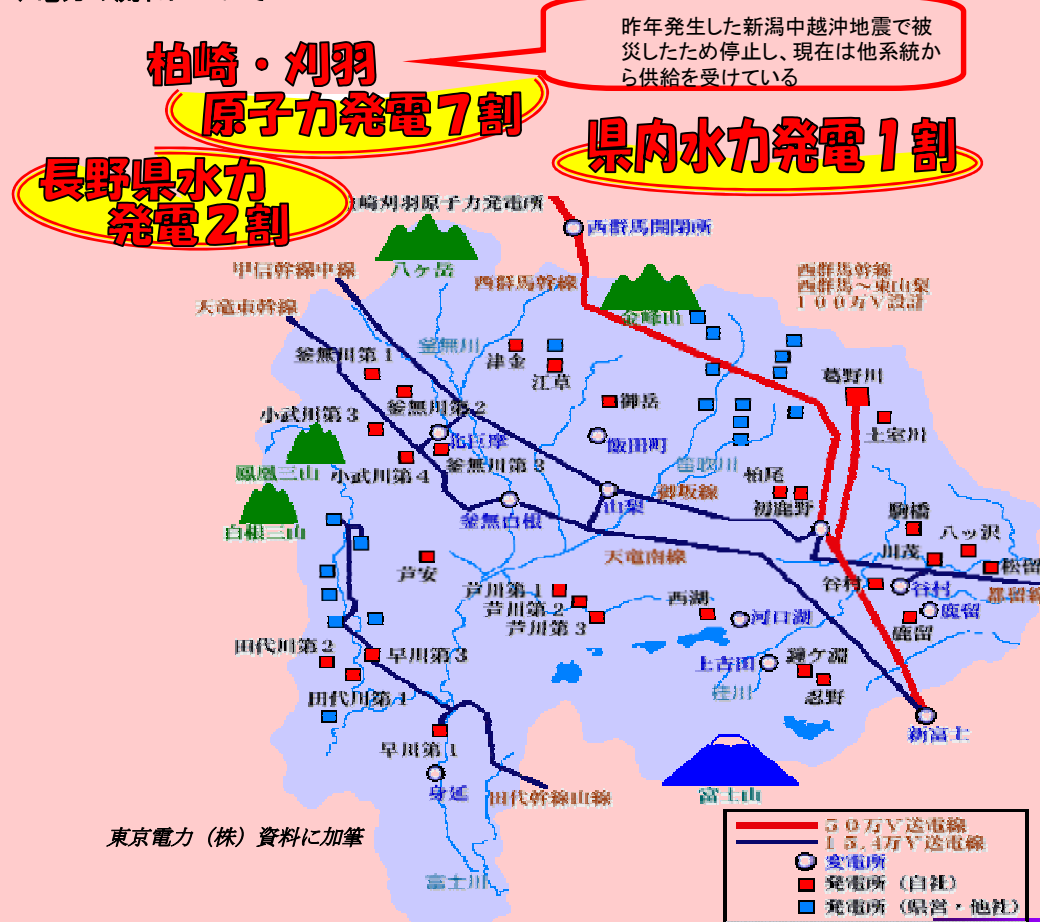 昨年発生した新潟中越沖地震で被
災したため停止し、現在は他系統か
ら供給を受けている
柏崎・刈羽
原子力発電7割
県内水力発電1割
長野県水力
発電2割
崎刈羽原子力発電所
西群馬開閉所
甲信幹線中線
八ヶ岳
西群馬幹線
西群馬幹線
西群馬～東山梨
100万V設計
天竜東幹線
金峰山
釜無川第1
釜無川
津金
江草
葛野川
小武川第3
釜無川第2
御岳
上室川
北巨摩
飯田町
鳳凰三山
小武川第4
釜無川第3
笛吹川
柏尾
御坂線
山梨
初鹿野
駒橋
釜無白根
白根三山
八ッ沢
天竜南線
川茂
松留
芦安
芦川第1
芦川第2
芦川第3
西湖
谷村
谷村
都留線
河口湖
鹿留
鹿留
田代川第2
早川第3
上吉田
鐘ケ淵
桂川
忍野
田代川第1
新富士
早川第1
身延
田代幹線山線
富士山
東京電力（株）資料に加筆
富士川
50万V送電線
15.4万V送電線
変電所
発電所（自社）
発電所（県営・他社）